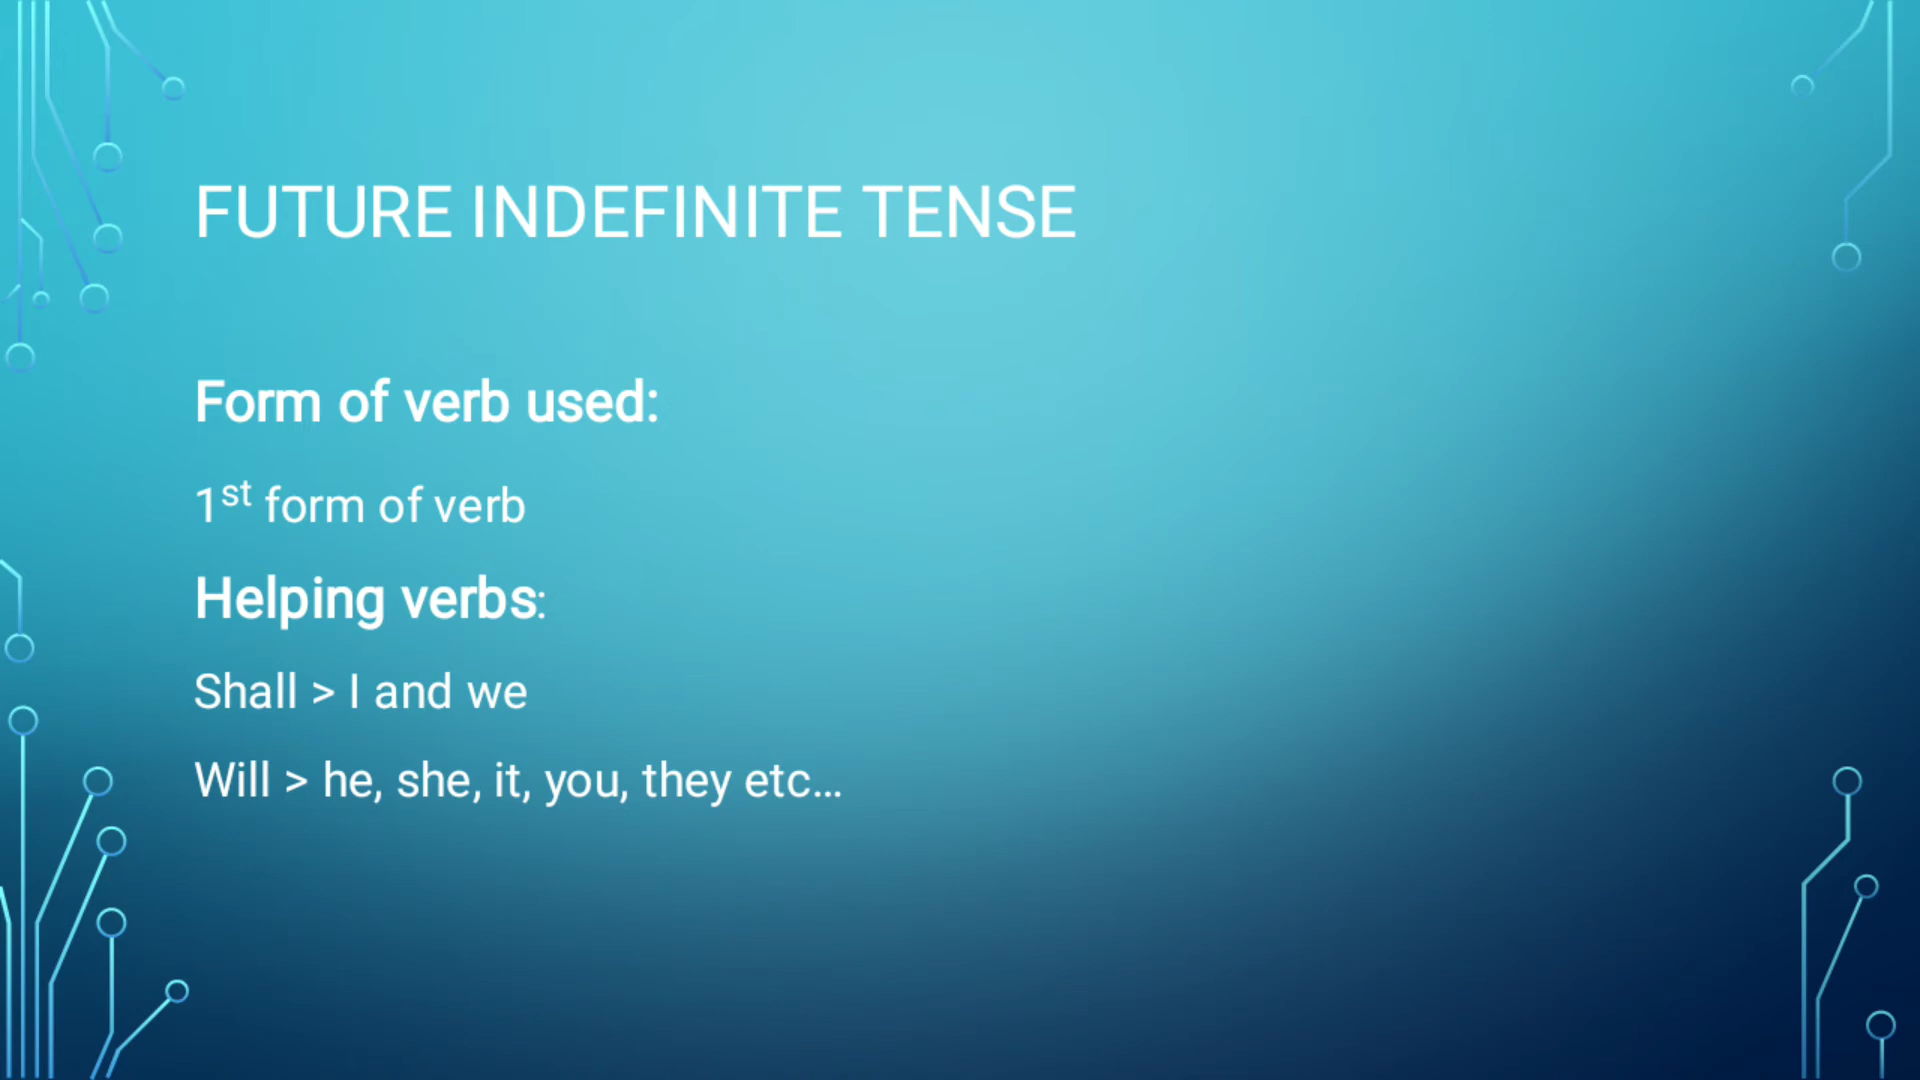 FUTURE INDEFINITE TENSE
Form of verb used:
1st form of verb
Helping verbs:
Shall > I and we
Will > he, she, it, you, they etc...